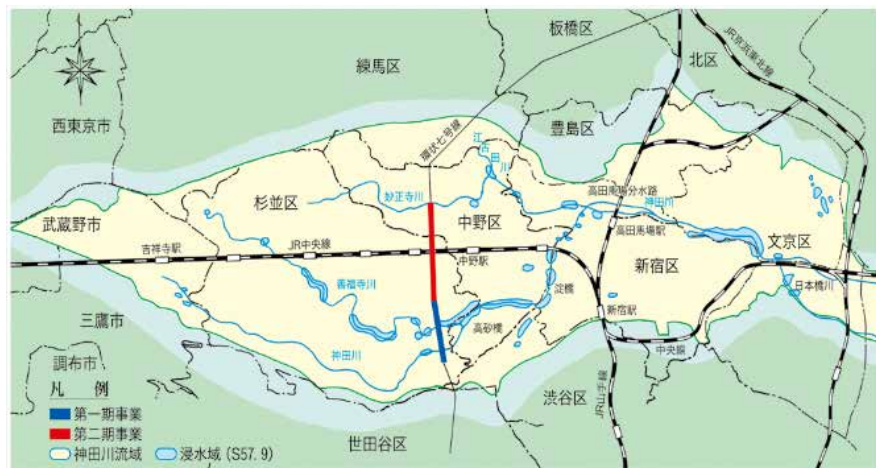 板橋区
JR京浜東北線
練馬区
北区
西東京市
環状七号線
豊島区
江古田川
高田馬場分水路
杉並区
妙正寺川
神田川
武蔵野市
中野区
高田馬場駅
文京区
吉祥寺駅
JR中央線
中野駅
新宿区
善福寺川
淀橋
日本橋川
新宿駅
三鷹市
高砂橋
神田川
中央線
調布市
凡 例
渋谷区
JR山手線
第一期事業
第二期事業
世田谷区
神田川流域 浸水域(S57.9)